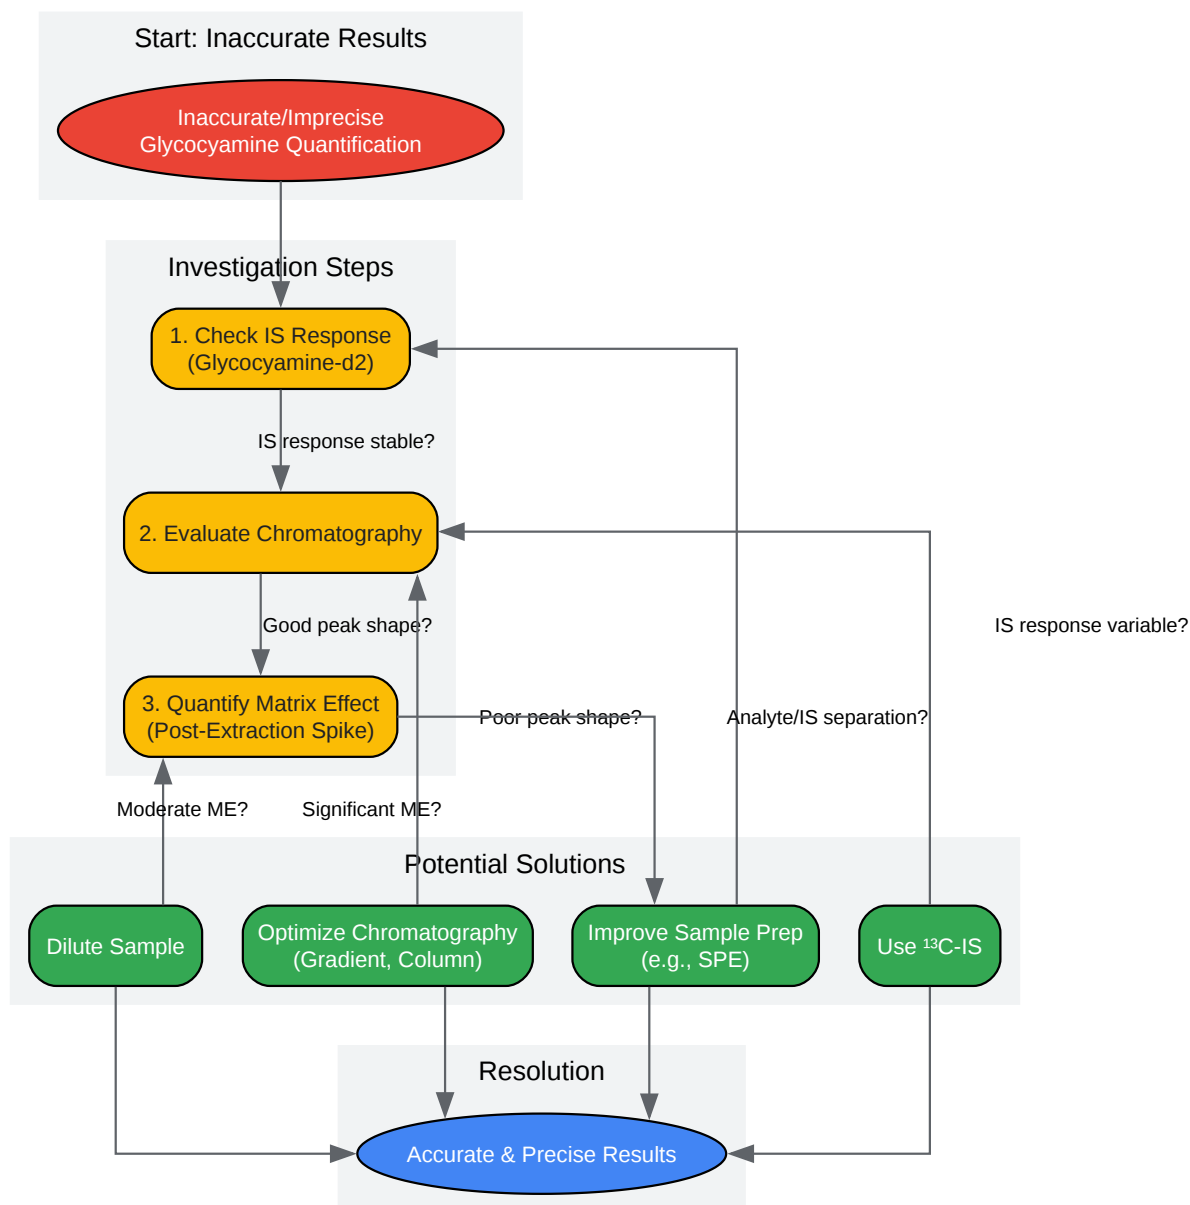 Start: Inaccurate Results
Inaccurate/Imprecise
Glycocyamine Quantification
Investigation Steps
1. Check IS Response
(Glycocyamine-d2)
IS response stable?
2. Evaluate Chromatography
Good peak shape?
IS response variable?
3. Quantify Matrix Effect
(Post-Extraction Spike)
Poor peak shape?
Analyte/IS separation?
Moderate ME?
Significant ME?
Potential Solutions
Dilute Sample
Optimize Chromatography
(Gradient, Column)
Improve Sample Prep
(e.g., SPE)
Use ¹³C-IS
Resolution
Accurate & Precise Results